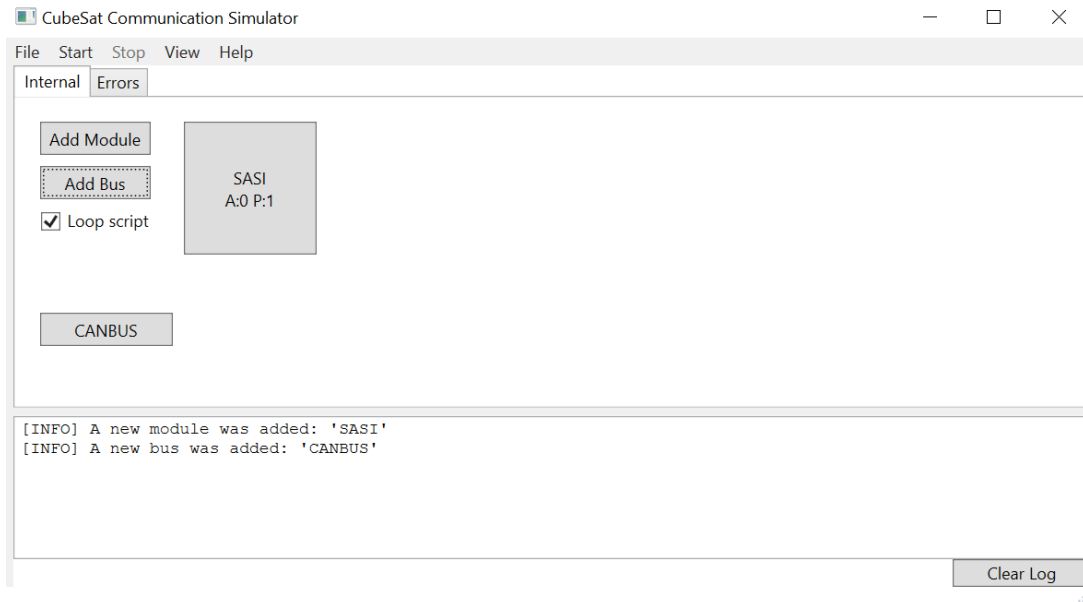 CubeSat Communication Simulator
File Start Stop View Help
Internal Errors
Add Module
Add Bus
Loop script
SASI
A:0 P:1
CANBUS
[INFO] A new module was added: 'SASI'
[INFO] A new bus was added: 'CANBUS'
Clear Log